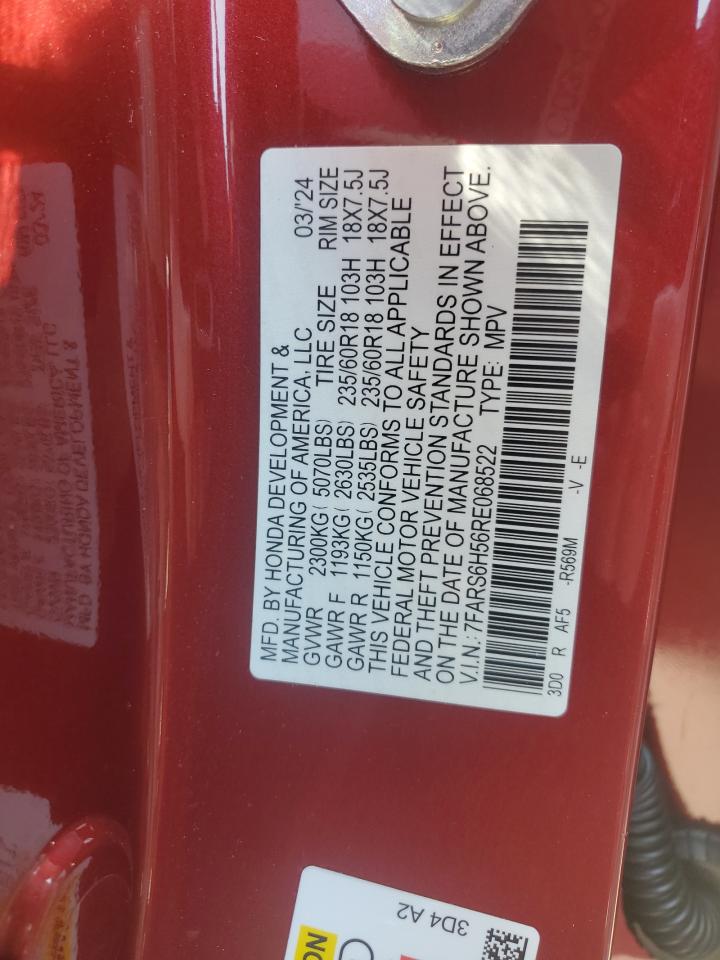 MFD. BY HONDA DEVELOPMENT &
MANUFACTURING OF AMERICA, LLC 03/'24
GVWR 2300KG( 5070LBS) TIRE SIZE RIM SIZE
GAWR F 1193KG( 2630LBS) 235/60R18 103H 18X7.5J
GAWR R 1150KG( 2535LBS) 235/60R18 103H 18X7.5J
THIS VEHICLE CONFORMS TO ALL APPLICABLE
FEDERAL MOTOR VEHICLE SAFETY
AND THEFT PREVENTION STANDARDS IN EFFECT
ON THE DATE OF MANUFACTURE SHOWN ABOVE.
V.I.N.: 7FARS6H56RE068522 TYPE: MPV
3D0 R AF5 -R569M -V -E
3D4 A2